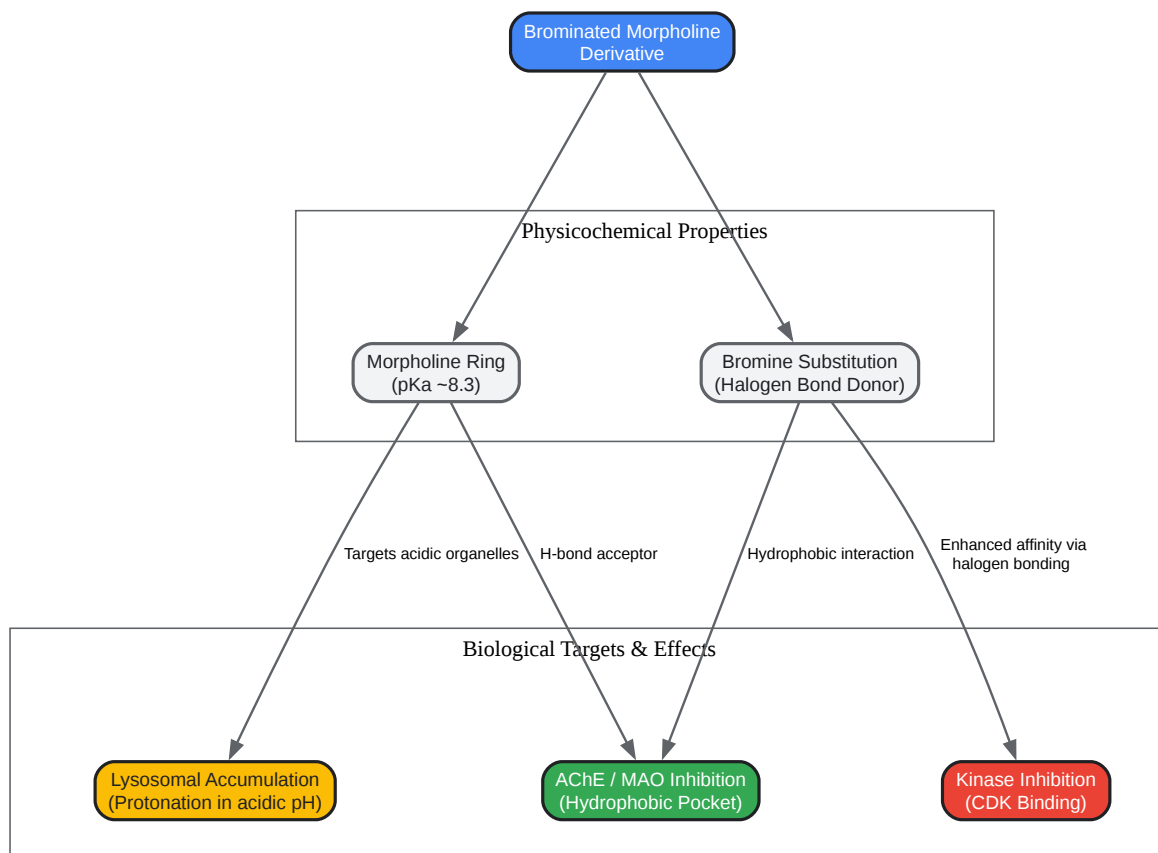 Brominated Morpholine
Derivative
Physicochemical Properties
Morpholine Ring
(pKa ~8.3)
Bromine Substitution
(Halogen Bond Donor)
Targets acidic organelles
H-bond acceptor
Hydrophobic interaction
Enhanced affinity via
halogen bonding
Biological Targets & Effects
Lysosomal Accumulation
(Protonation in acidic pH)
AChE / MAO Inhibition
(Hydrophobic Pocket)
Kinase Inhibition
(CDK Binding)